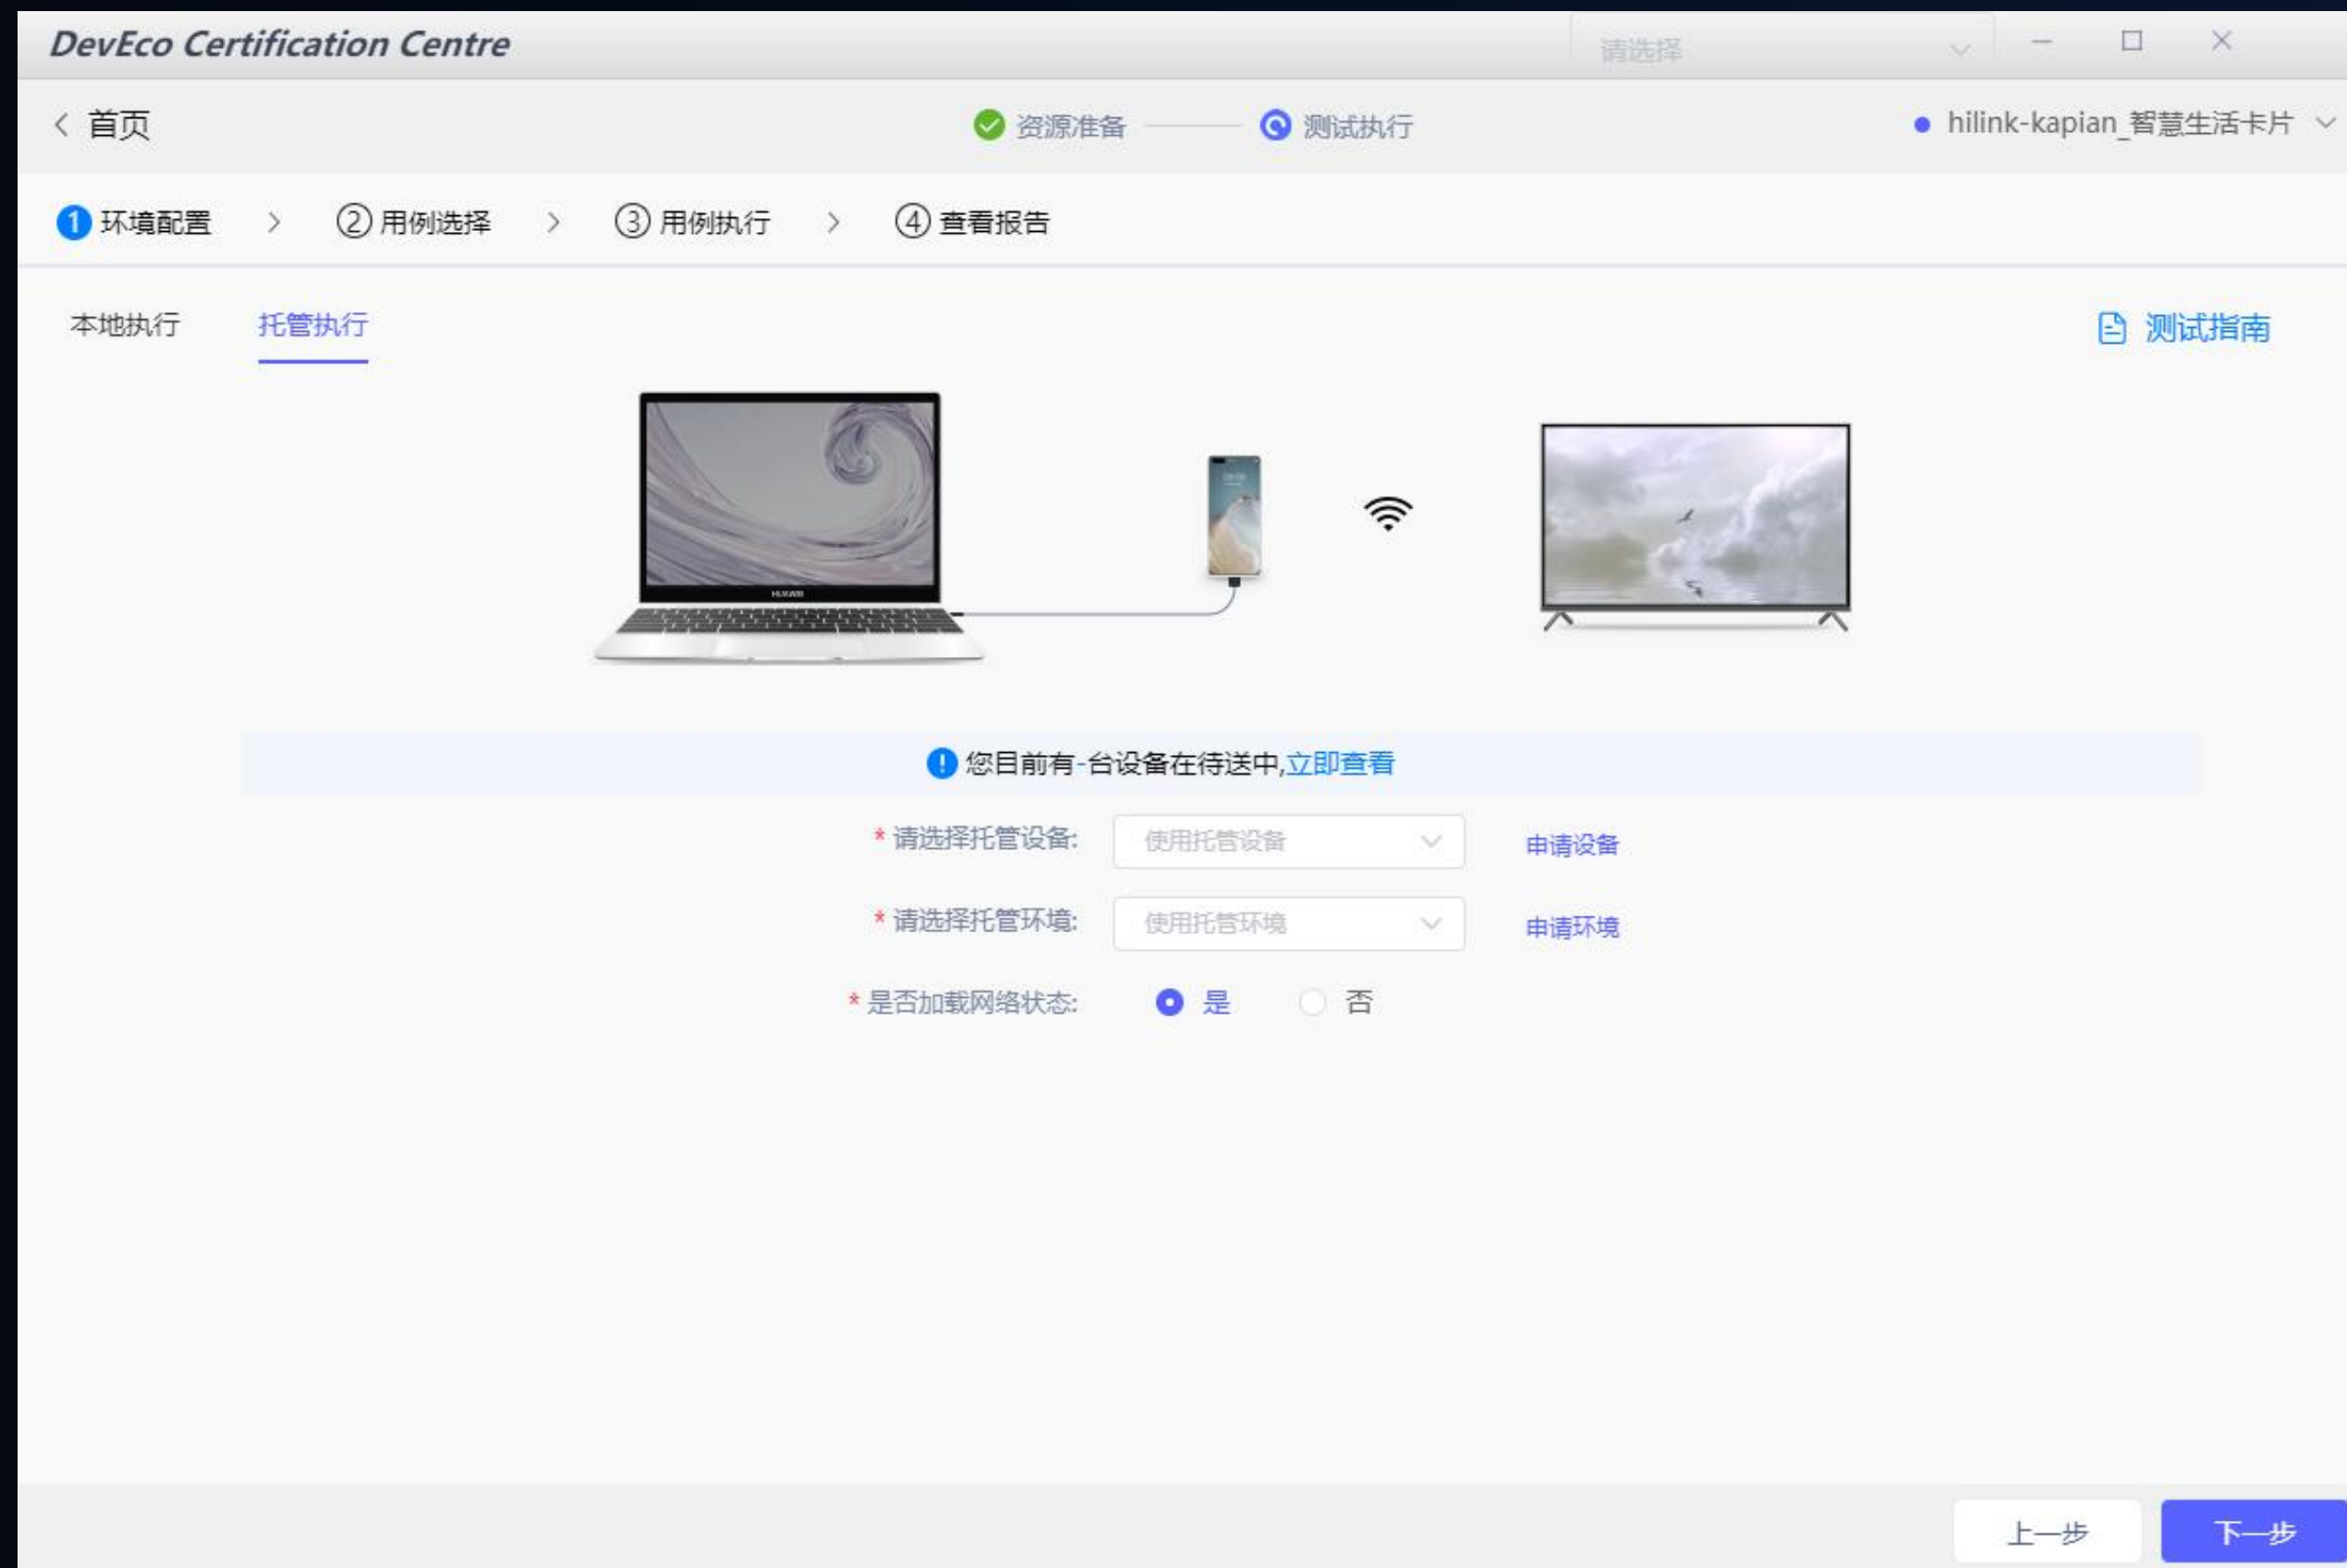 DevEco Certification Centre
请选择
首页
资源准备
测试执行
hilink-kapian_智慧生活卡片
1 环境配置 > 2 用例选择 > 3 用例执行 > 4 查看报告
本地执行 托管执行
测试指南
HUAWEI
您目前有-台设备在待送中,立即查看
* 请选择托管设备: 使用托管设备 申请设备
* 请选择托管环境: 使用托管环境 申请环境
* 是否加载网络状态: 是 否
上一步 下一步